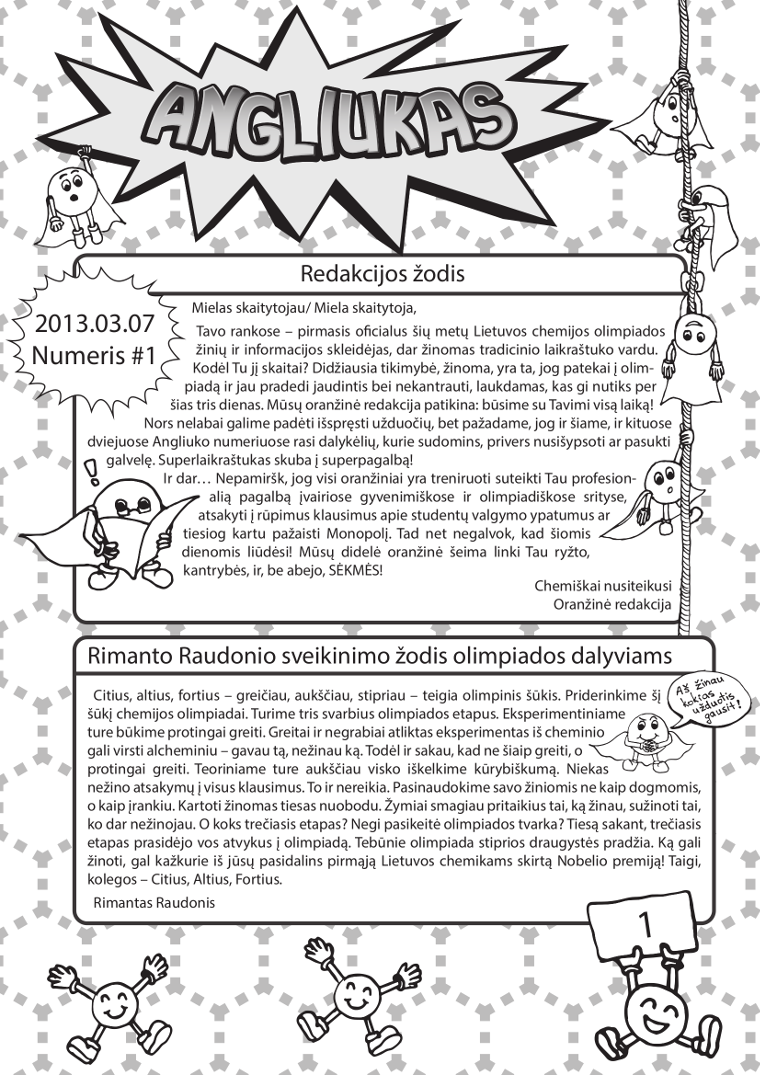 ANGLIUKAS
Redakcijos žodis
2013.03.07
Numeris #1
Mielas skaitytojau/ Miela skaitytoja,
Tavo rankose – pirmasis oficialus šių metų Lietuvos chemijos olimpiados
žinių ir informacijos skleidėjas, dar žinomas tradicinio laikraštuko vardu.
Kodėl Tu jį skaitai? Didžiausia tikimybė, žinoma, yra ta, jog patekai į olim-
piadą ir jau pradedi jaudintis bei nekantrauti, laukdamas, kas gi nutiks per
šias tris dienas. Mūsų oranžinė redakcija patikina: būsime su Tavimi visą laiką!
Nors nelabai galime padėti išspręsti užduočių, bet pažadame, jog ir šiame, ir kituose
dviejuose Angliuko numeriuose rasi dalykėlių, kurie sudomins, privers nusišypsoti ar pasukti
galvelę. Superlaikraštukas skuba į superpagalbą!
Ir dar… Nepamiršk, jog visi oranžiniai yra treniruoti suteikti Tau profesion-
alią pagalbą įvairiose gyvenimiškose ir olimpiadiškose srityse,
atsakyti į rūpimus klausimus apie studentų valgymo ypatumus ar
tiesiog kartu pažaisti Monopolį. Tad net negalvok, kad šiomis
dienomis liūdėsi! Mūsų didelė oranžinė šeima linki Tau ryžto,
kantrybės, ir, be abejo, SĖKMĖS!
Chemiškai nusiteikusi
Oranžinė redakcija
Rimanto Raudonio sveikinimo žodis olimpiados dalyviams
Citius, altius, fortius – greičiau, aukščiau, stipriau – teigia olimpinis šūkis. Priderinkime šį
šūkį chemijos olimpiadai. Turime tris svarbius olimpiados etapus. Eksperimentiniame
ture būkime protingai greiti. Greitai ir negrabiai atliktas eksperimentas iš cheminio
gali virsti alcheminiu – gavau tą, nežinau ką. Todėl ir sakau, kad ne šiaip greiti, o
protingai greiti. Teoriniame ture aukščiau visko iškelkime kūrybiškumą. Niekas
nežino atsakymų į visus klausimus. To ir nereikia. Pasinaudokime savo žiniomis ne kaip dogmomis,
o kaip įrankiu. Kartoti žinomas tiesas nuobodu. Žymiai smagiau pritaikius tai, ką žinau, sužinoti tai,
ko dar nežinojau. O koks trečiasis etapas? Negi pasikeitė olimpiados tvarka? Tiesą sakant, trečiasis
etapas prasidėjo vos atvykus į olimpiadą. Tebūnie olimpiada stiprios draugystės pradžia. Ką gali
žinoti, gal kažkurie iš jūsų pasidalins pirmąją Lietuvos chemikams skirtą Nobelio premiją! Taigi,
kolegos – Citius, Altius, Fortius.
Rimantas Raudonis
Aš žinau
kokias
užduotis
gausit!
1